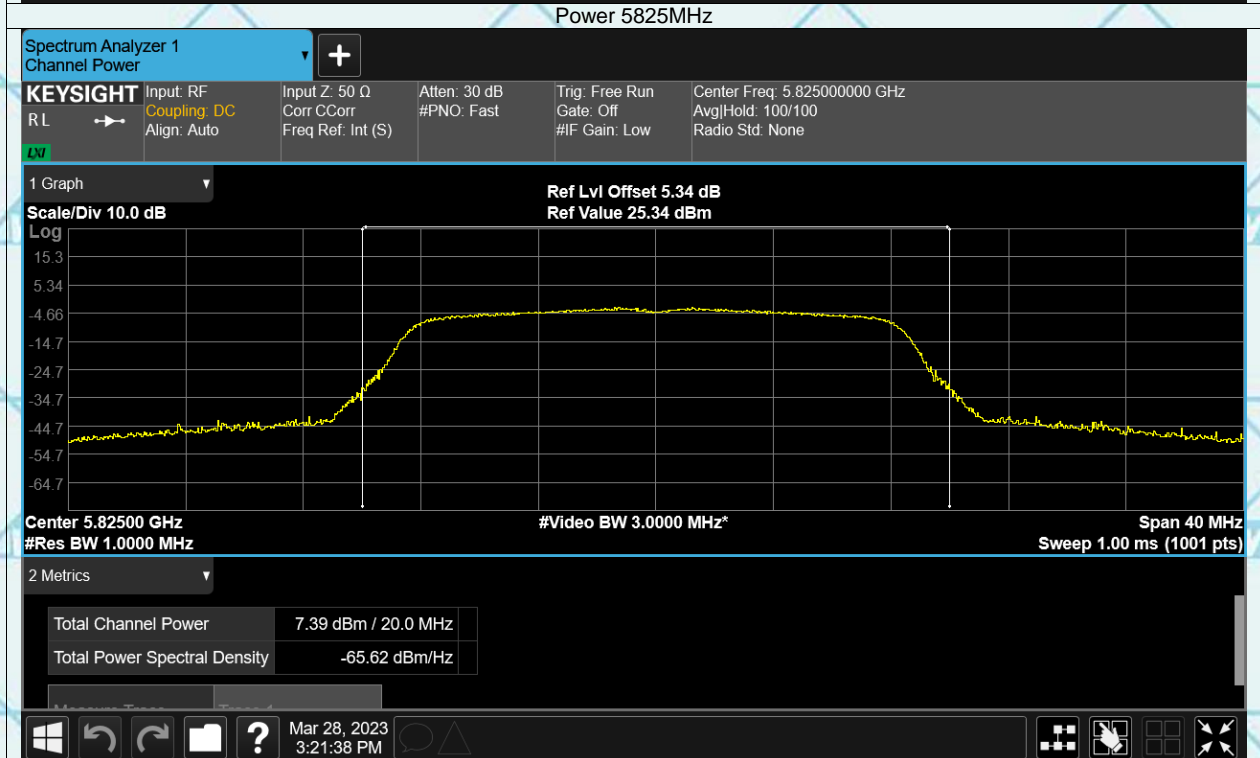 Power 5825MHz
Spectrum Analyzer 1
Channel Power
+
KEYSIGHT
R L
LXI
Input: RF
Coupling: DC
Align: Auto
Input Z: 50 Ω
Corr CCorr
Freq Ref: Int (S)
Atten: 30 dB
#PNO: Fast
Trig: Free Run
Gate: Off
#IF Gain: Low
Center Freq: 5.825000000 GHz
Avg|Hold: 100/100
Radio Std: None
1 Graph
Scale/Div 10.0 dB
Ref Lvl Offset 5.34 dB
Ref Value 25.34 dBm
Log
15.3
5.34
-4.66
-14.7
-24.7
-34.7
-44.7
-54.7
-64.7
Center 5.82500 GHz
#Video BW 3.0000 MHz*
Span 40 MHz
#Res BW 1.0000 MHz
Sweep 1.00 ms (1001 pts)
2 Metrics
Total Channel Power 7.39 dBm / 20.0 MHz
Total Power Spectral Density -65.62 dBm/Hz
?
Mar 28, 2023
3:21:38 PM